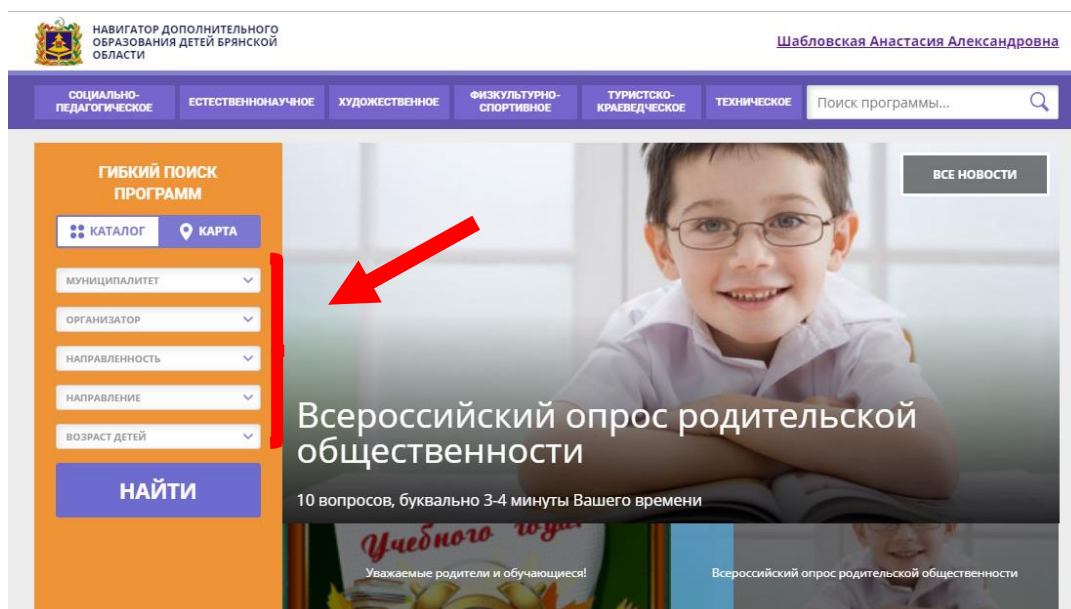 НАВИГАТОР ДОПОЛНИТЕЛЬНОГО
ОБРАЗОВАНИЯ ДЕТЕЙ БРЯНСКОЙ
ОБЛАСТИ
Шабловская Анастасия Александровна
СОЦИАЛЬНО-
ПЕДАГОГИЧЕСКОЕ
ЕСТЕСТВЕННОНАУЧНОЕ
ХУДОЖЕСТВЕННОЕ
ФИЗКУЛЬТУРНО-
СПОРТИВНОЕ
ТУРИСТСКО-
КРАЕВЕДЧЕСКОЕ
ТЕХНИЧЕСКОЕ
Поиск программы...
ГИБКИЙ ПОИСК
ПРОГРАММ
КАТАЛОГ
КАРТА
МУНИЦИПАЛИТЕТ
ОРГАНИЗАТОР
НАПРАВЛЕННОСТЬ
НАПРАВЛЕНИЕ
ВОЗРАСТ ДЕТЕЙ
НАЙТИ
ВСЕ НОВОСТИ
Всероссийский опрос родительской
общественности
10 вопросов, буквально 3-4 минуты Вашего времени
Учебного года!
Уважаемые родители и обучающиеся!
Всероссийский опрос родительской общественности